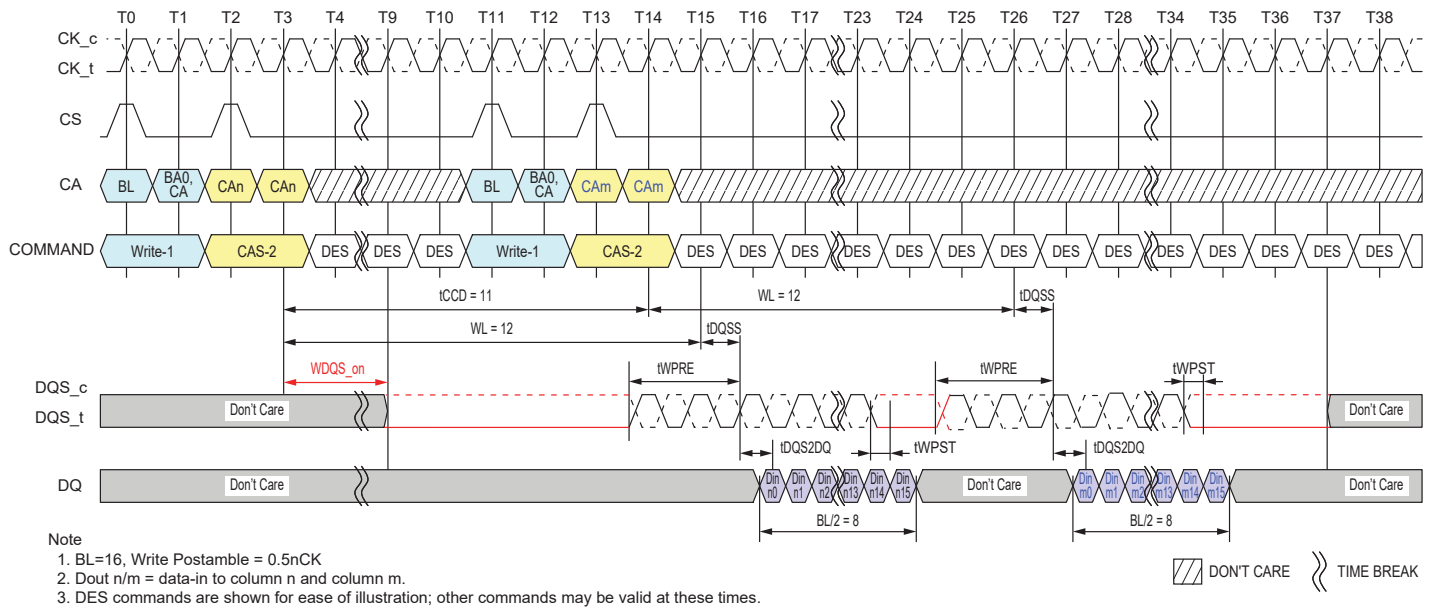 T0 T1 T2 T3 T4 T9 T10 T11 T12 T13 T14 T15 T16 T17 T23 T24 T25 T26 T27 T28 T34 T35 T36 T37 T38
CK_c
CK_t
CS
CA BL BA0, CA CAn CAn BL BA0, CA CAm CAm
COMMAND Write-1 CAS-2 DES DES DES Write-1 CAS-2 DES DES DES DES DES DES DES DES DES DES DES DES DES DES
tCCD = 11 WL = 12 tDQSS
WL = 12 tDQSS
WDQS_on tWPRE tWPRE tWPST
DQS_c
DQS_t Don't Care Don't Care
tDQS2DQ tWPST tDQS2DQ
DQ Don't Care Din n0 Din n1 Din n2 Din n13 Din n14 Din n15 Don't Care Din m0 Din m1 Din m2 Din m13 Din m14 Din m15 Don't Care
BL/2 = 8 BL/2 = 8
Note
1. BL=16, Write Postamble = 0.5nCK
2. Dout n/m = data-in to column n and column m.
3. DES commands are shown for ease of illustration; other commands may be valid at these times.
DON'T CARE TIME BREAK